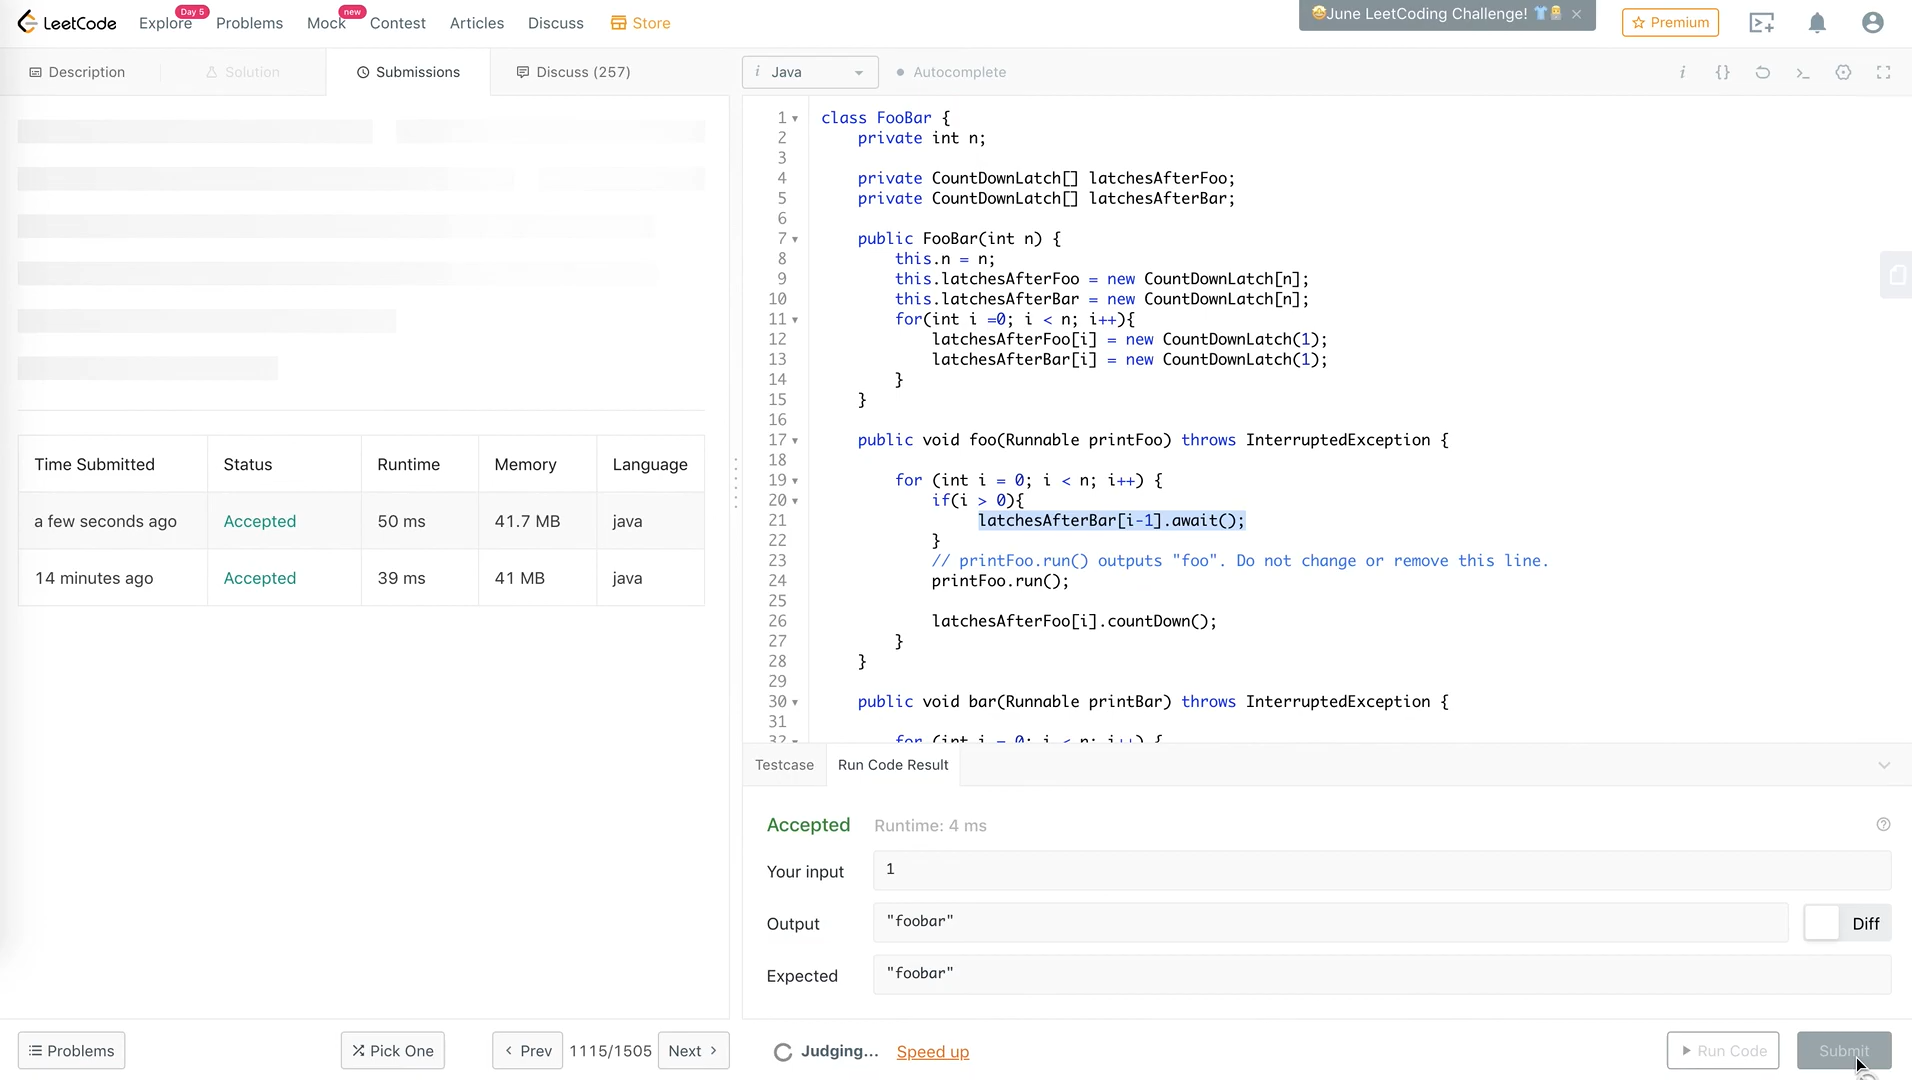 LeetCode
Explore
Day 5
Problems
Mock
new
Contest
Articles
Discuss
Store
🤩June LeetCoding Challenge!
Premium
Description
Solution
Submissions
Discuss (257)
i Java
Autocomplete
Time Submitted Status Runtime Memory Language
a few seconds ago Accepted 50 ms 41.7 MB java
14 minutes ago Accepted 39 ms 41 MB java
1 class FooBar {
2 private int n;
3
4 private CountDownLatch[] latchesAfterFoo;
5 private CountDownLatch[] latchesAfterBar;
6
7 public FooBar(int n) {
8 this.n = n;
9 this.latchesAfterFoo = new CountDownLatch[n];
10 this.latchesAfterBar = new CountDownLatch[n];
11 for(int i =0; i < n; i++){
12 latchesAfterFoo[i] = new CountDownLatch(1);
13 latchesAfterBar[i] = new CountDownLatch(1);
14 }
15 }
16
17 public void foo(Runnable printFoo) throws InterruptedException {
18
19 for (int i = 0; i < n; i++) {
20 if(i > 0){
21 latchesAfterBar[i-1].await();
22 }
23 // printFoo.run() outputs "foo". Do not change or remove this line.
24 printFoo.run();
25
26 latchesAfterFoo[i].countDown();
27 }
28 }
29
30 public void bar(Runnable printBar) throws InterruptedException {
31
32 for (int i = 0; i < n; i++) {
Testcase
Run Code Result
Accepted Runtime: 4 ms
Your input 1
Output "foobar"
Diff
Expected "foobar"
Problems
Pick One
Prev
1115/1505
Next
Judging...
Speed up
Run Code
Submit